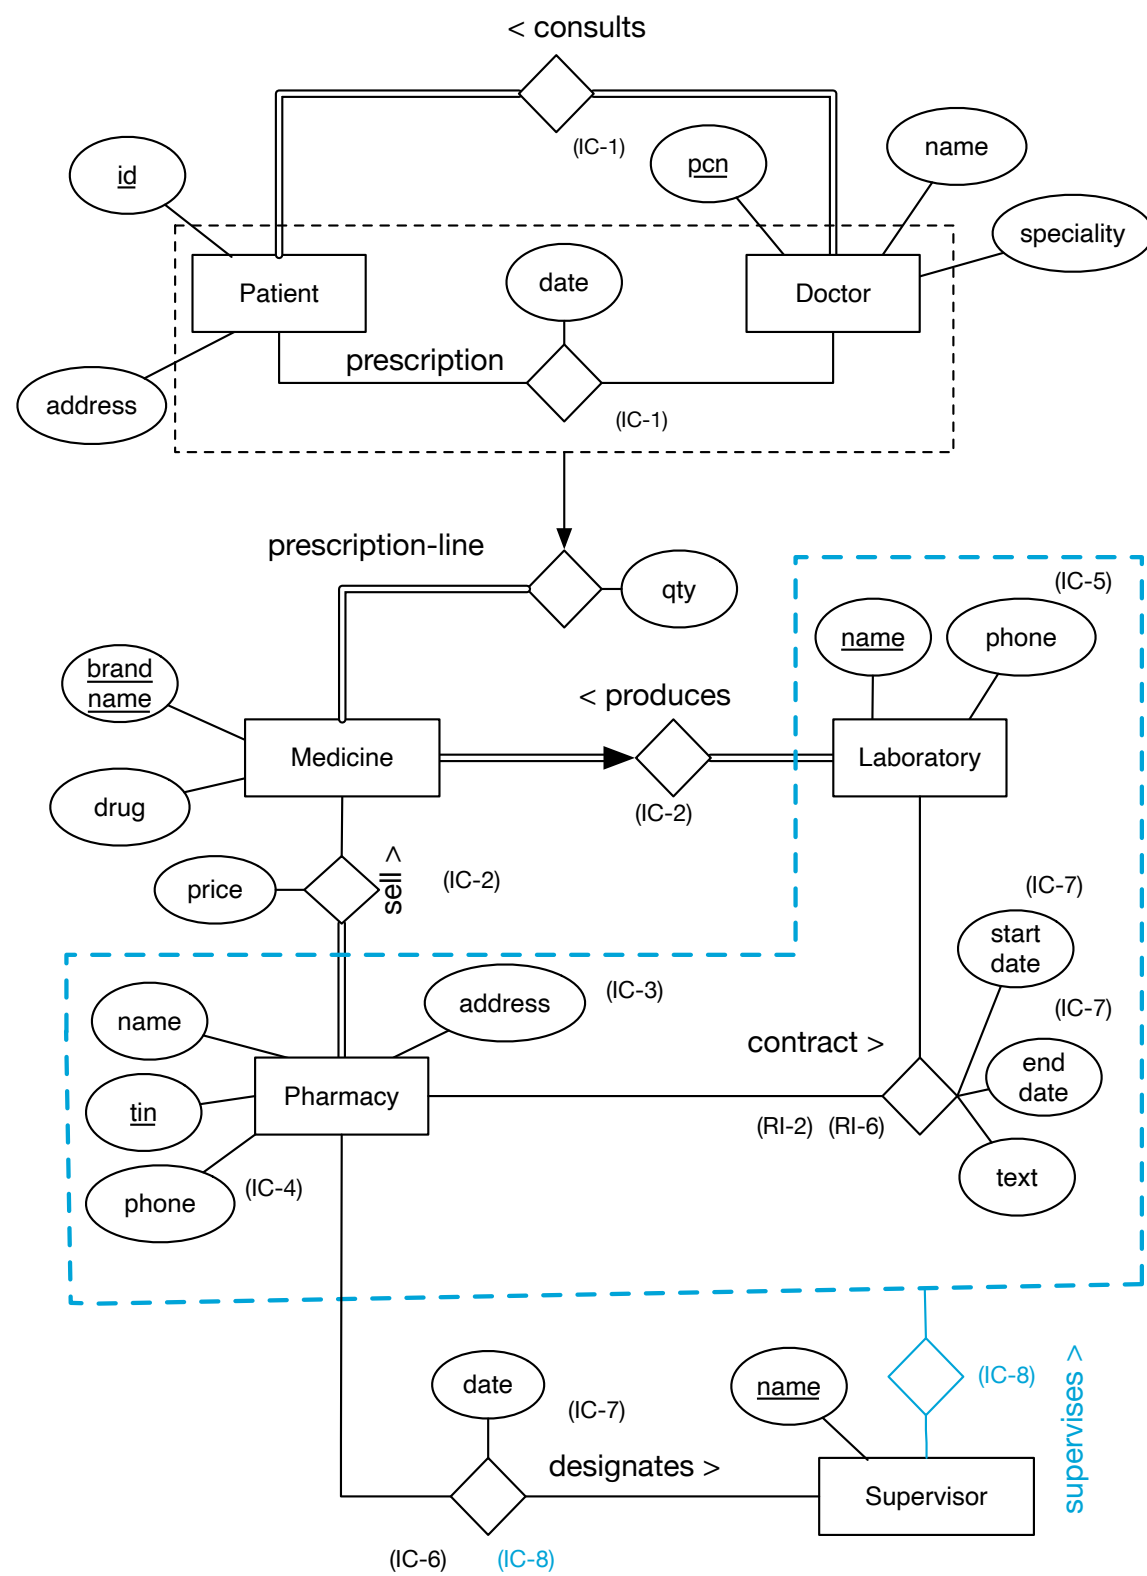 < consults
(IC-1)
id
pcn
name
speciality
Patient
date
Doctor
prescription
address
(IC-1)
prescription-line
qty
(IC-5)
name
phone
brand
name
< produces
Medicine
Laboratory
drug
(IC-2)
sell >
(IC-2)
price
(IC-7)
start
date
(IC-3)
address
(IC-7)
name
contract >
end
date
Pharmacy
tin
(RI-2)
(RI-6)
text
(IC-4)
phone
supervises >
(IC-8)
date
name
(IC-7)
designates >
Supervisor
(IC-6)
(IC-8)